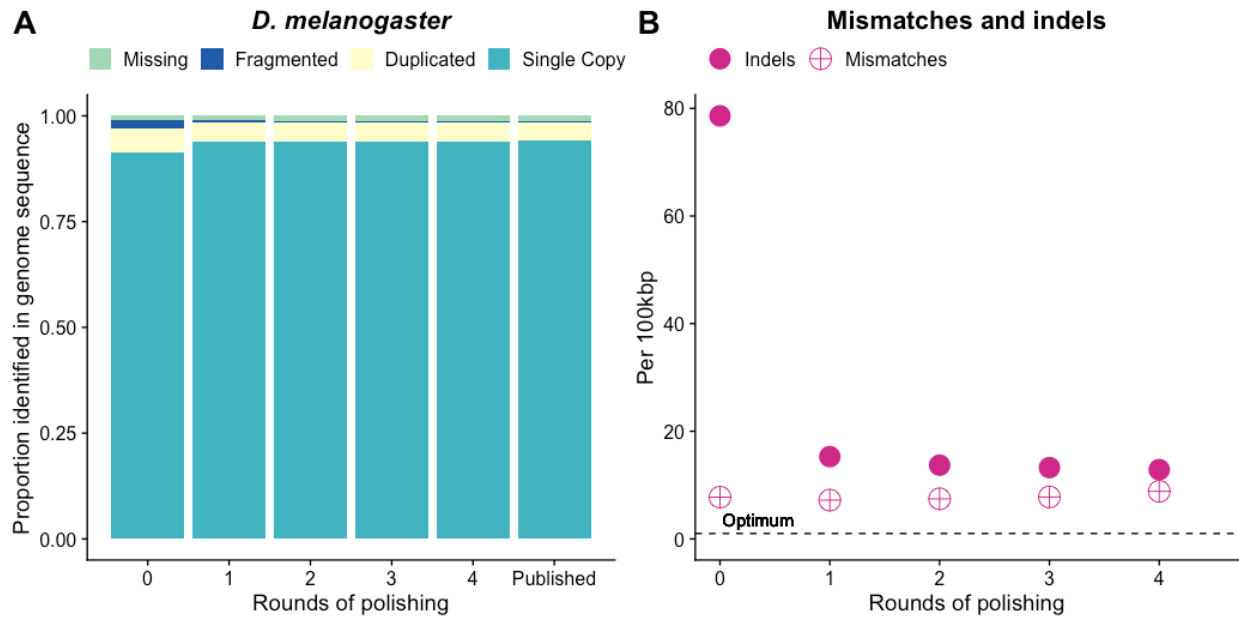 A
D. melanogaster
Missing
Fragmented
Duplicated
Single Copy
Proportion identified in genome sequence
1.00
0.75
0.50
0.25
0.00
0
1
2
3
4
Published
Rounds of polishing
B
Mismatches and indels
Indels
Mismatches
Per 100kbp
80
60
40
20
0
Optimum
0
1
2
3
4
Rounds of polishing